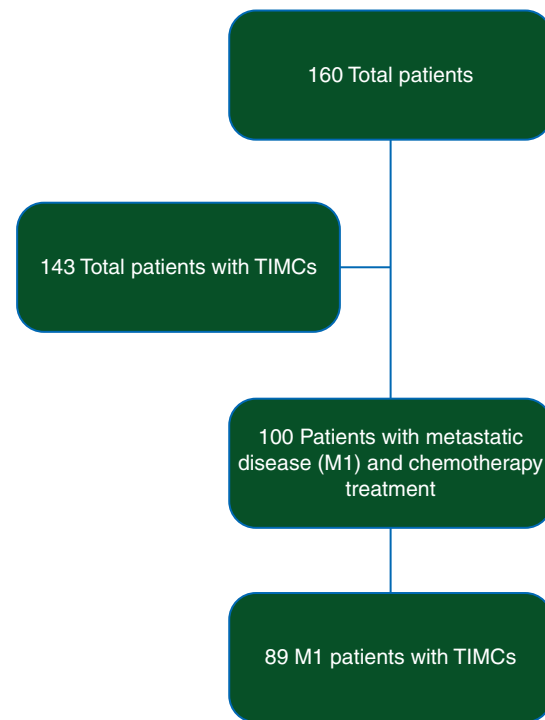 160 Total patients
143 Total patients with TIMCs
100 Patients with metastatic
disease (M1) and chemotherapy
treatment
89 M1 patients with TIMCs